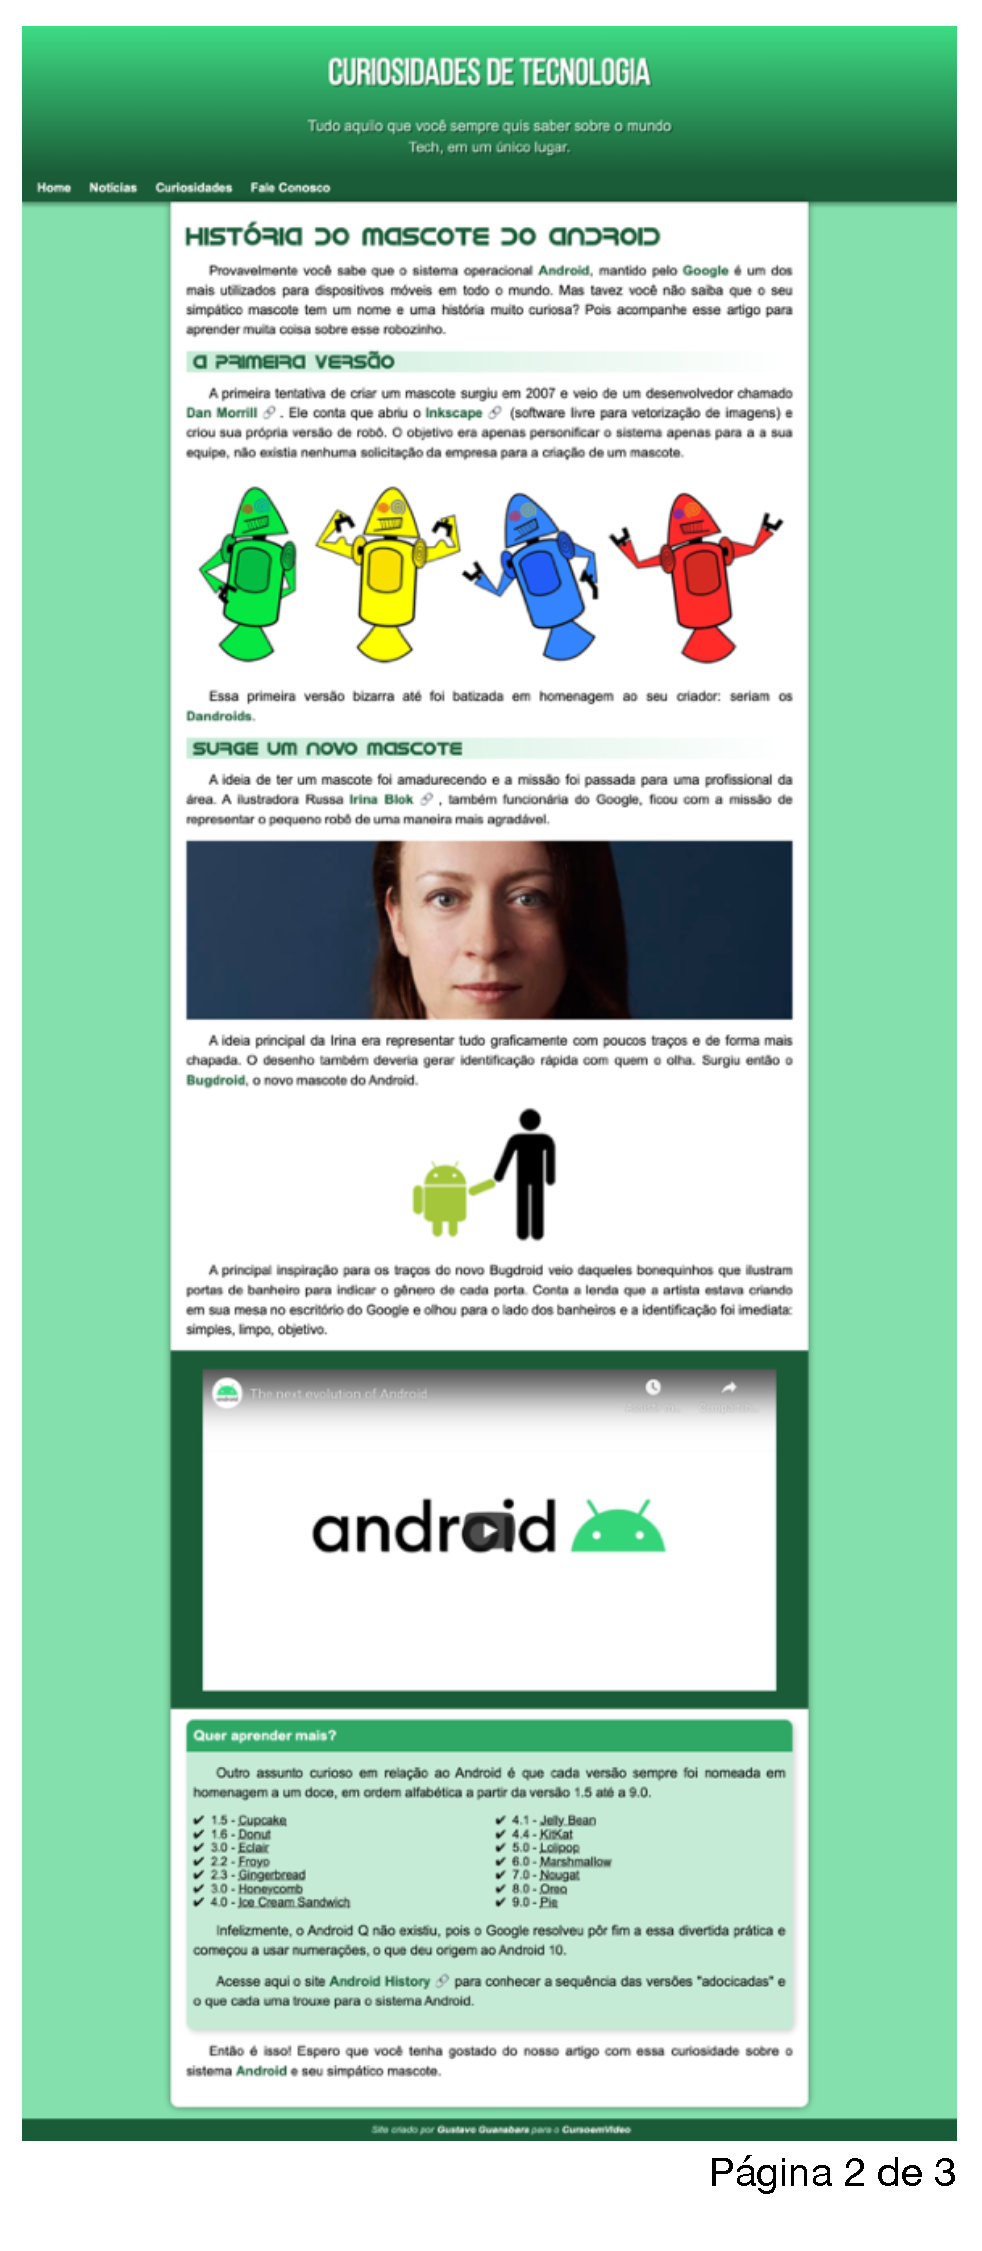 CURIOSIDADES DE TECNOLOGIA
Tudo aquilo que você sempre quis saber sobre o mundo
Tech, em um único lugar.
Home Notícias Curiosidades Fale Conosco
História do Mascote do Android
Provavelmente você sabe que o sistema operacional Android, mantido pelo Google é um dos
mais utilizados para dispositivos móveis em todo o mundo. Mas tavez você não saiba que o seu
simpático mascote tem um nome e uma história muito curiosa? Pois acompanhe esse artigo para
aprender muita coisa sobre esse robozinho.
A primeira versão
A primeira tentativa de criar um mascote surgiu em 2007 e veio de um desenvolvedor chamado
Dan Morrill 🔗 . Ele conta que abriu o Inkscape 🔗 (software livre para vetorização de imagens) e
criou sua própria versão de robô. O objetivo era apenas personificar o sistema apenas para a a sua
equipe, não existia nenhuma solicitação da empresa para a criação de um mascote.
Essa primeira versão bizarra até foi batizada em homenagem ao seu criador: seriam os
Dandroids.
Surge um novo mascote
A ideia de ter um mascote foi amadurecendo e a missão foi passada para uma profissional da
área. A ilustradora Russa Irina Blok 🔗 , também funcionária do Google, ficou com a missão de
representar o pequeno robô de uma maneira mais agradável.
A ideia principal da Irina era representar tudo graficamente com poucos traços e de forma mais
chapada. O desenho também deveria gerar identificação rápida com quem o olha. Surgiu então o
Bugdroid, o novo mascote do Android.
A principal inspiração para os traços do novo Bugdroid veio daqueles bonequinhos que ilustram
portas de banheiro para indicar o gênero de cada porta. Conta a lenda que a artista estava criando
em sua mesa no escritório do Google e olhou para o lado dos banheiros e a identificação foi imediata:
simples, limpo, objetivo.
android The next evolution of Android
android
Quer aprender mais?
Outro assunto curioso em relação ao Android é que cada versão sempre foi nomeada em
homenagem a um doce, em ordem alfabética a partir da versão 1.5 até a 9.0.
✔ 1.5 - Cupcake
✔ 1.6 - Donut
✔ 3.0 - Eclair
✔ 2.2 - Froyo
✔ 2.3 - Gingerbread
✔ 3.0 - Honeycomb
✔ 4.0 - Ice Cream Sandwich
✔ 4.1 - Jelly Bean
✔ 4.4 - KitKat
✔ 5.0 - Lolipop
✔ 6.0 - Marshmallow
✔ 7.0 - Nougat
✔ 8.0 - Oreo
✔ 9.0 - Pie
Infelizmente, o Android Q não existiu, pois o Google resolveu pôr fim a essa divertida prática e
começou a usar numerações, o que deu origem ao Android 10.
Acesse aqui o site Android History 🔗 para conhecer a sequência das versões "adocicadas" e
o que cada uma trouxe para o sistema Android.
Então é isso! Espero que você tenha gostado do nosso artigo com essa curiosidade sobre o
sistema Android e seu simpático mascote.
Site criado por Gustavo Guanabara para o CursoemVideo
Página 2 de 3